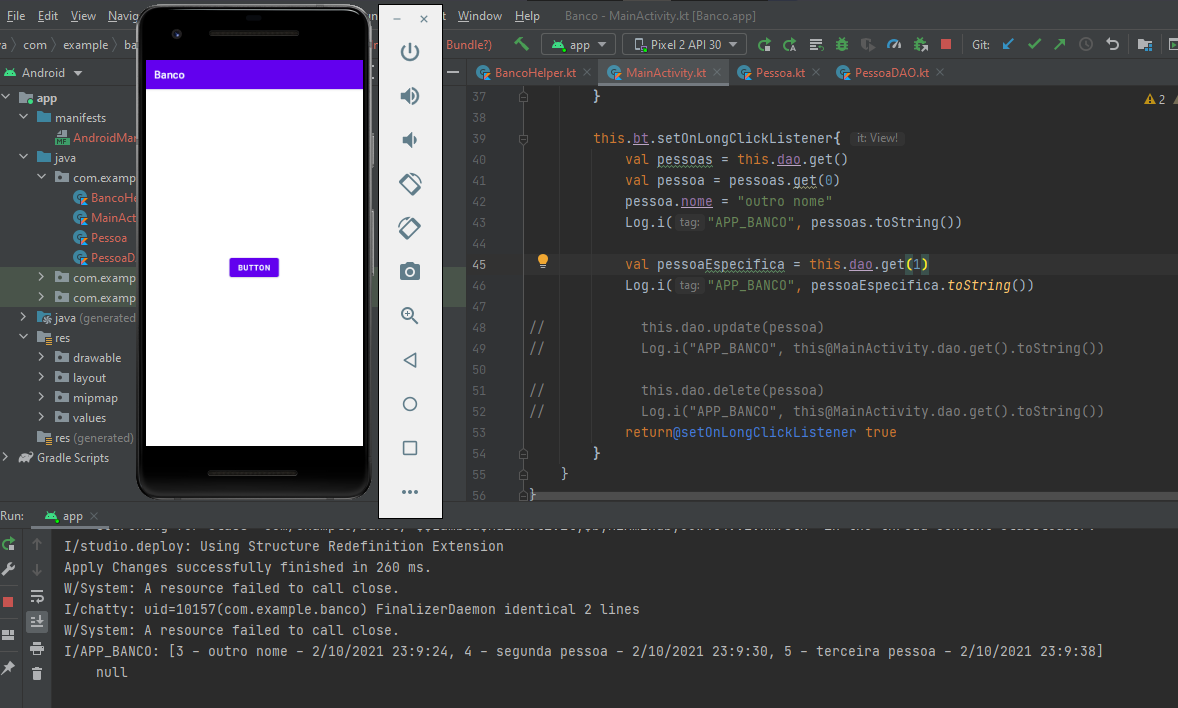 File Edit View Navig t Window Help Banco - MainActivity.kt [Banco.app]
va com example ba Bundle?) app Pixel 2 API 30 Git:
Android
BancoHelper.kt MainActivity.kt Pessoa.kt PessoaDAO.kt
Banco
BUTTON
app
manifests
AndroidMan
java
com.examp
BancoHe
MainAct
Pessoa
PessoaD
com.examp
com.examp
java (generated
res
drawable
layout
mipmap
values
res (generated)
Gradle Scripts
2
37 }
38
39 this.bt.setOnLongClickListener{ it: View!
40 val pessoas = this.dao.get()
41 val pessoa = pessoas.get(0)
42 pessoa.nome = "outro nome"
43 Log.i( tag: "APP_BANCO", pessoas.toString())
44
45 val pessoaEspecifica = this.dao.get(1)
46 Log.i( tag: "APP_BANCO", pessoaEspecifica.toString())
47
48 // this.dao.update(pessoa)
49 // Log.i("APP_BANCO", this@MainActivity.dao.get().toString())
50
51 // this.dao.delete(pessoa)
52 // Log.i("APP_BANCO", this@MainActivity.dao.get().toString())
53 return@setOnLongClickListener true
54 }
55 }
56 }
Run: app
I/studio.deploy: Using Structure Redefinition Extension
Apply Changes successfully finished in 260 ms.
W/System: A resource failed to call close.
I/chatty: uid=10157(com.example.banco) FinalizerDaemon identical 2 lines
W/System: A resource failed to call close.
I/APP_BANCO: [3 - outro nome - 2/10/2021 23:9:24, 4 - segunda pessoa - 2/10/2021 23:9:30, 5 - terceira pessoa - 2/10/2021 23:9:38]
null